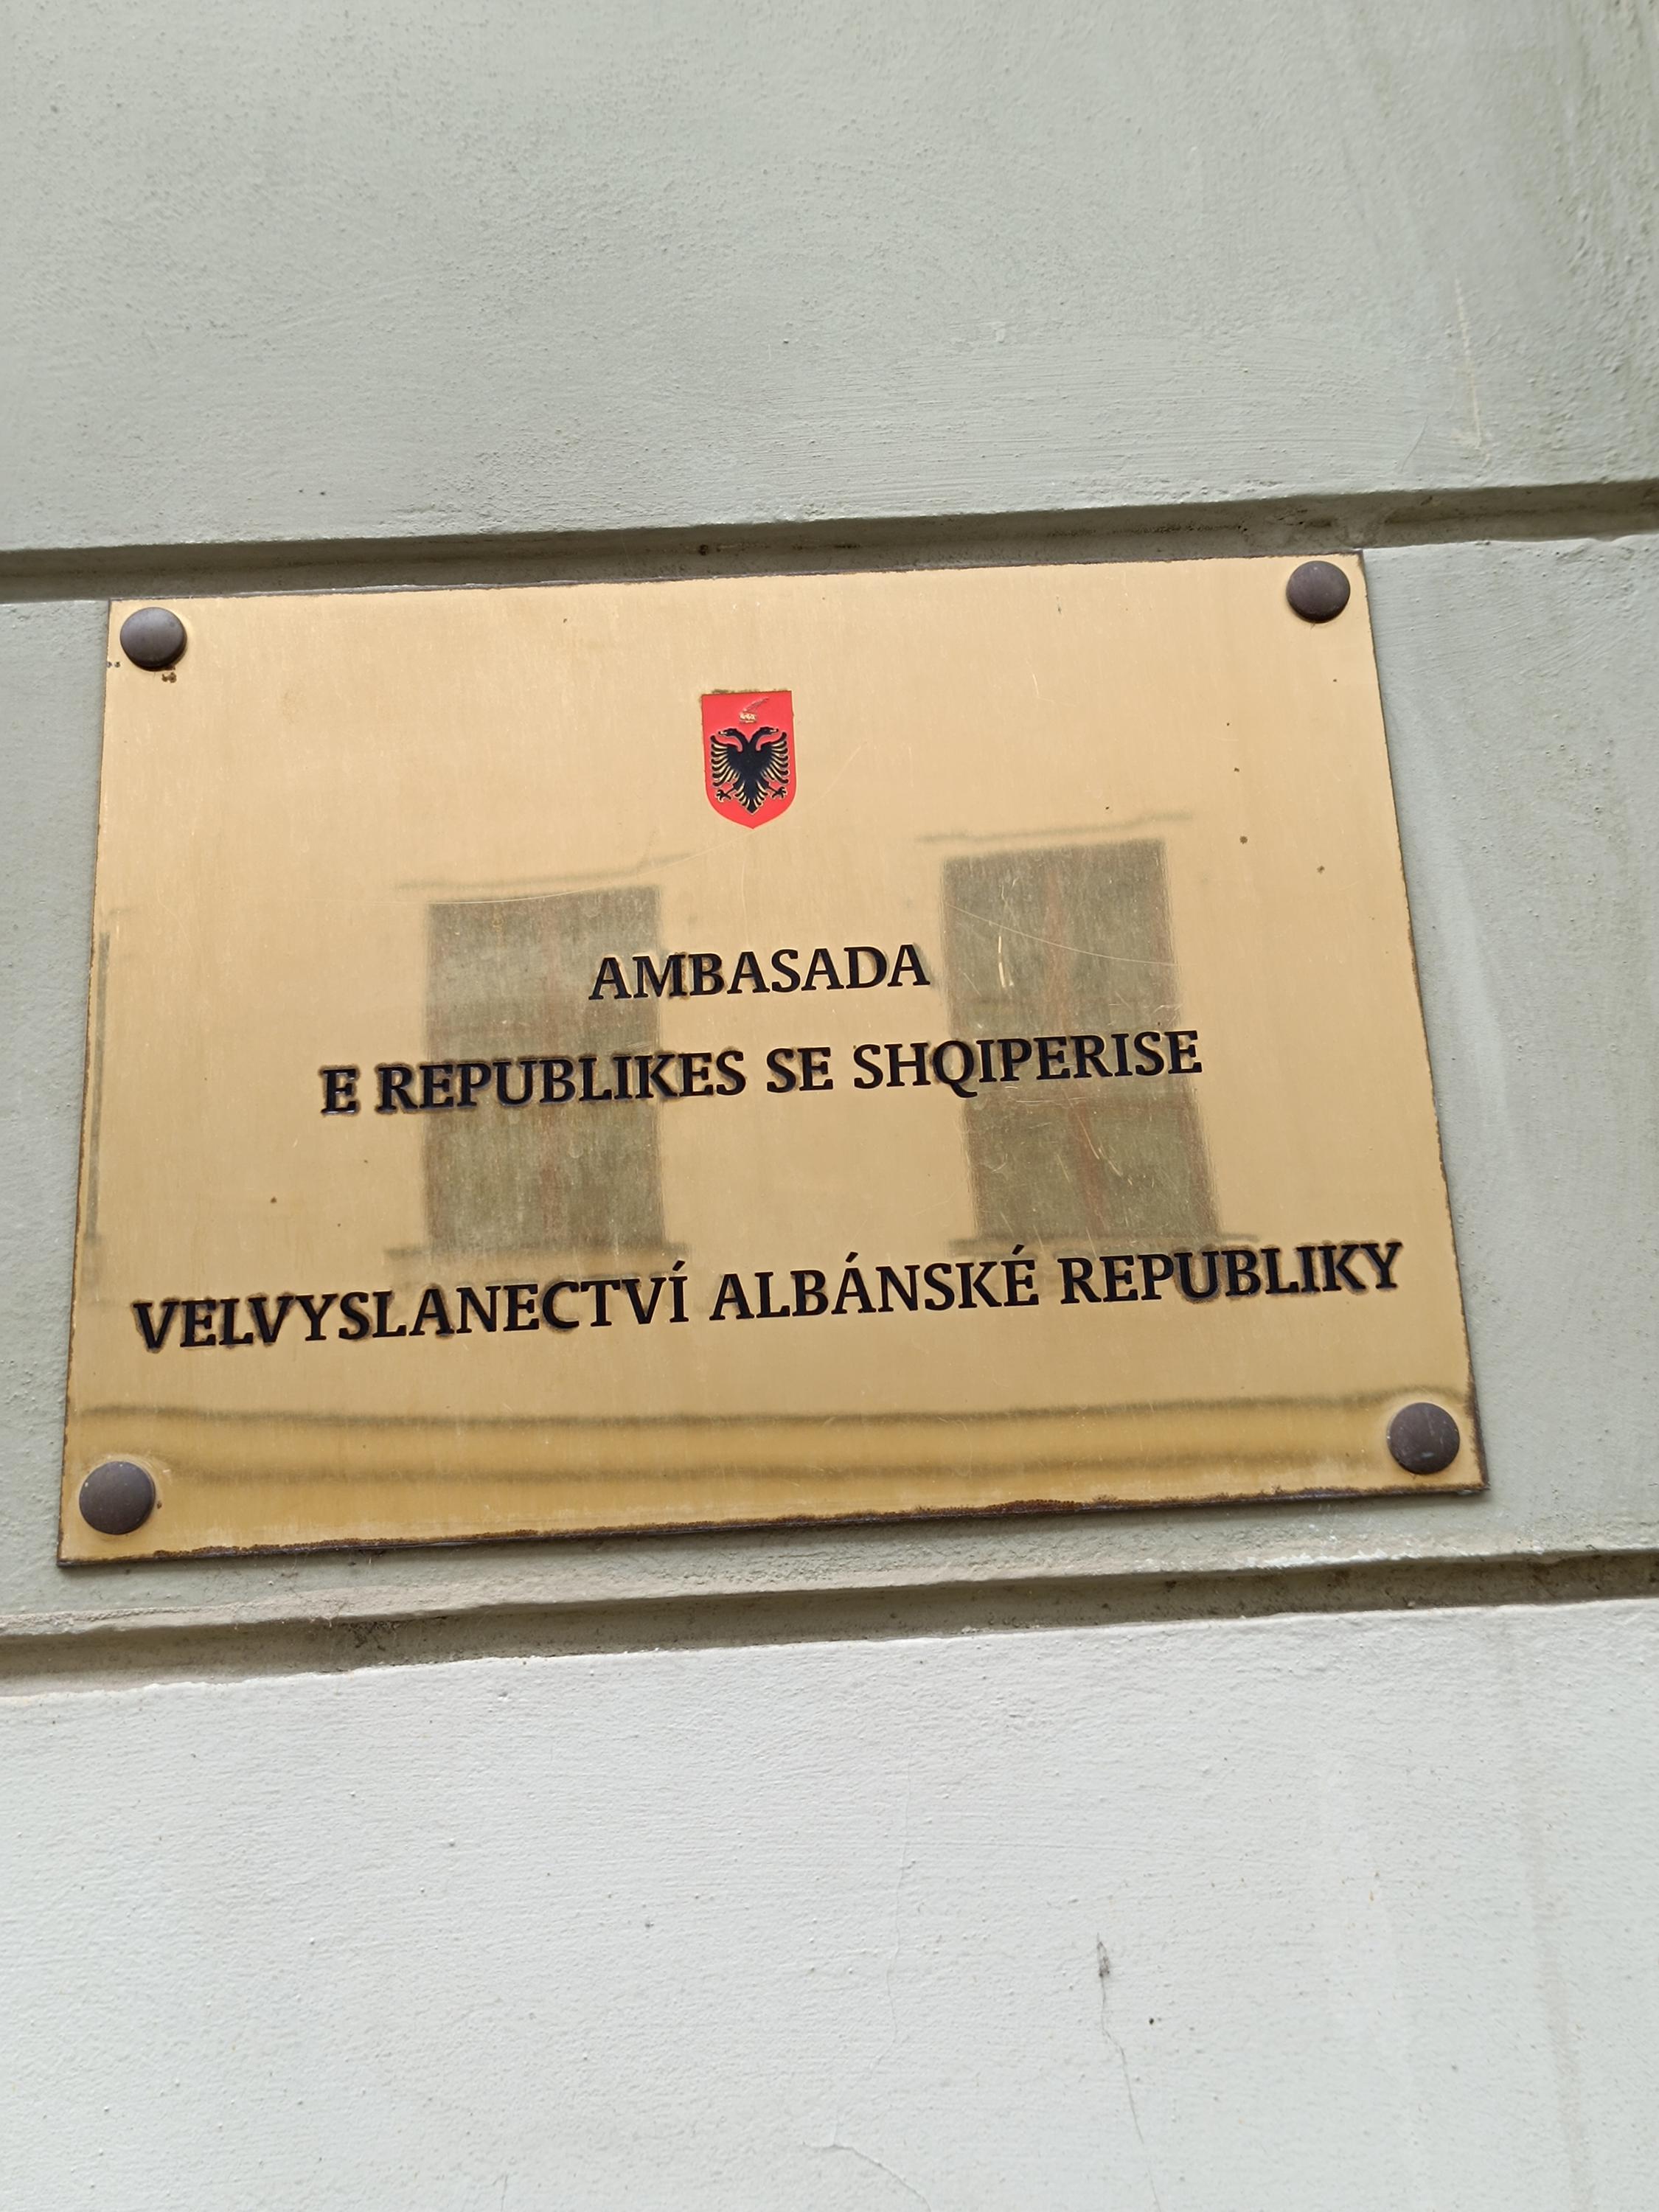 AMBASADA
E REPUBLIKES SE SHQIPERISE
VELVYSLANECTVÍ ALBÁNSKÉ REPUBLIKY